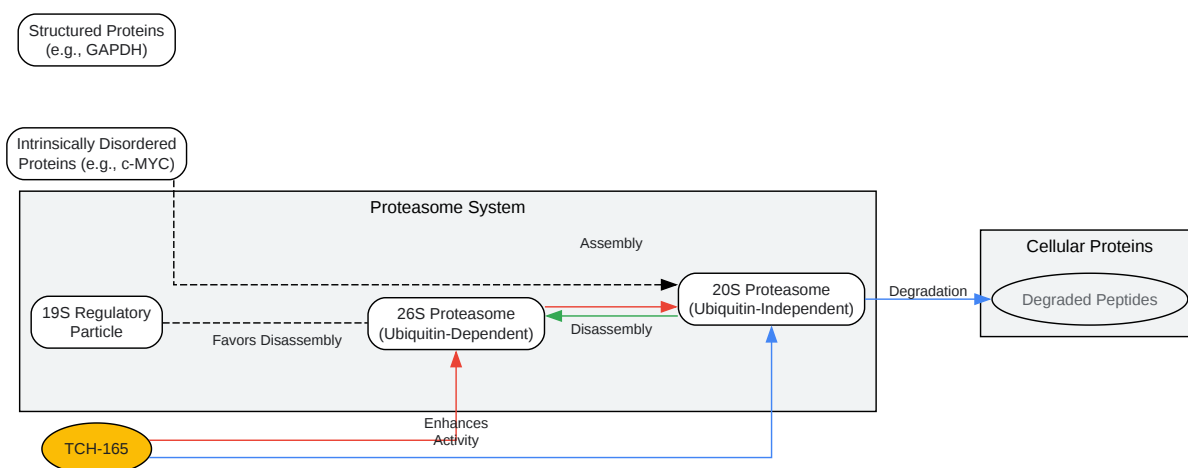 Structured Proteins
(e.g., GAPDH)
Intrinsically Disordered
Proteins (e.g., c-MYC)
Proteasome System
Assembly
Cellular Proteins
19S Regulatory
Particle
Favors Disassembly
26S Proteasome
(Ubiquitin-Dependent)
Disassembly
20S Proteasome
(Ubiquitin-Independent)
Degradation
Degraded Peptides
Enhances
Activity
TCH-165